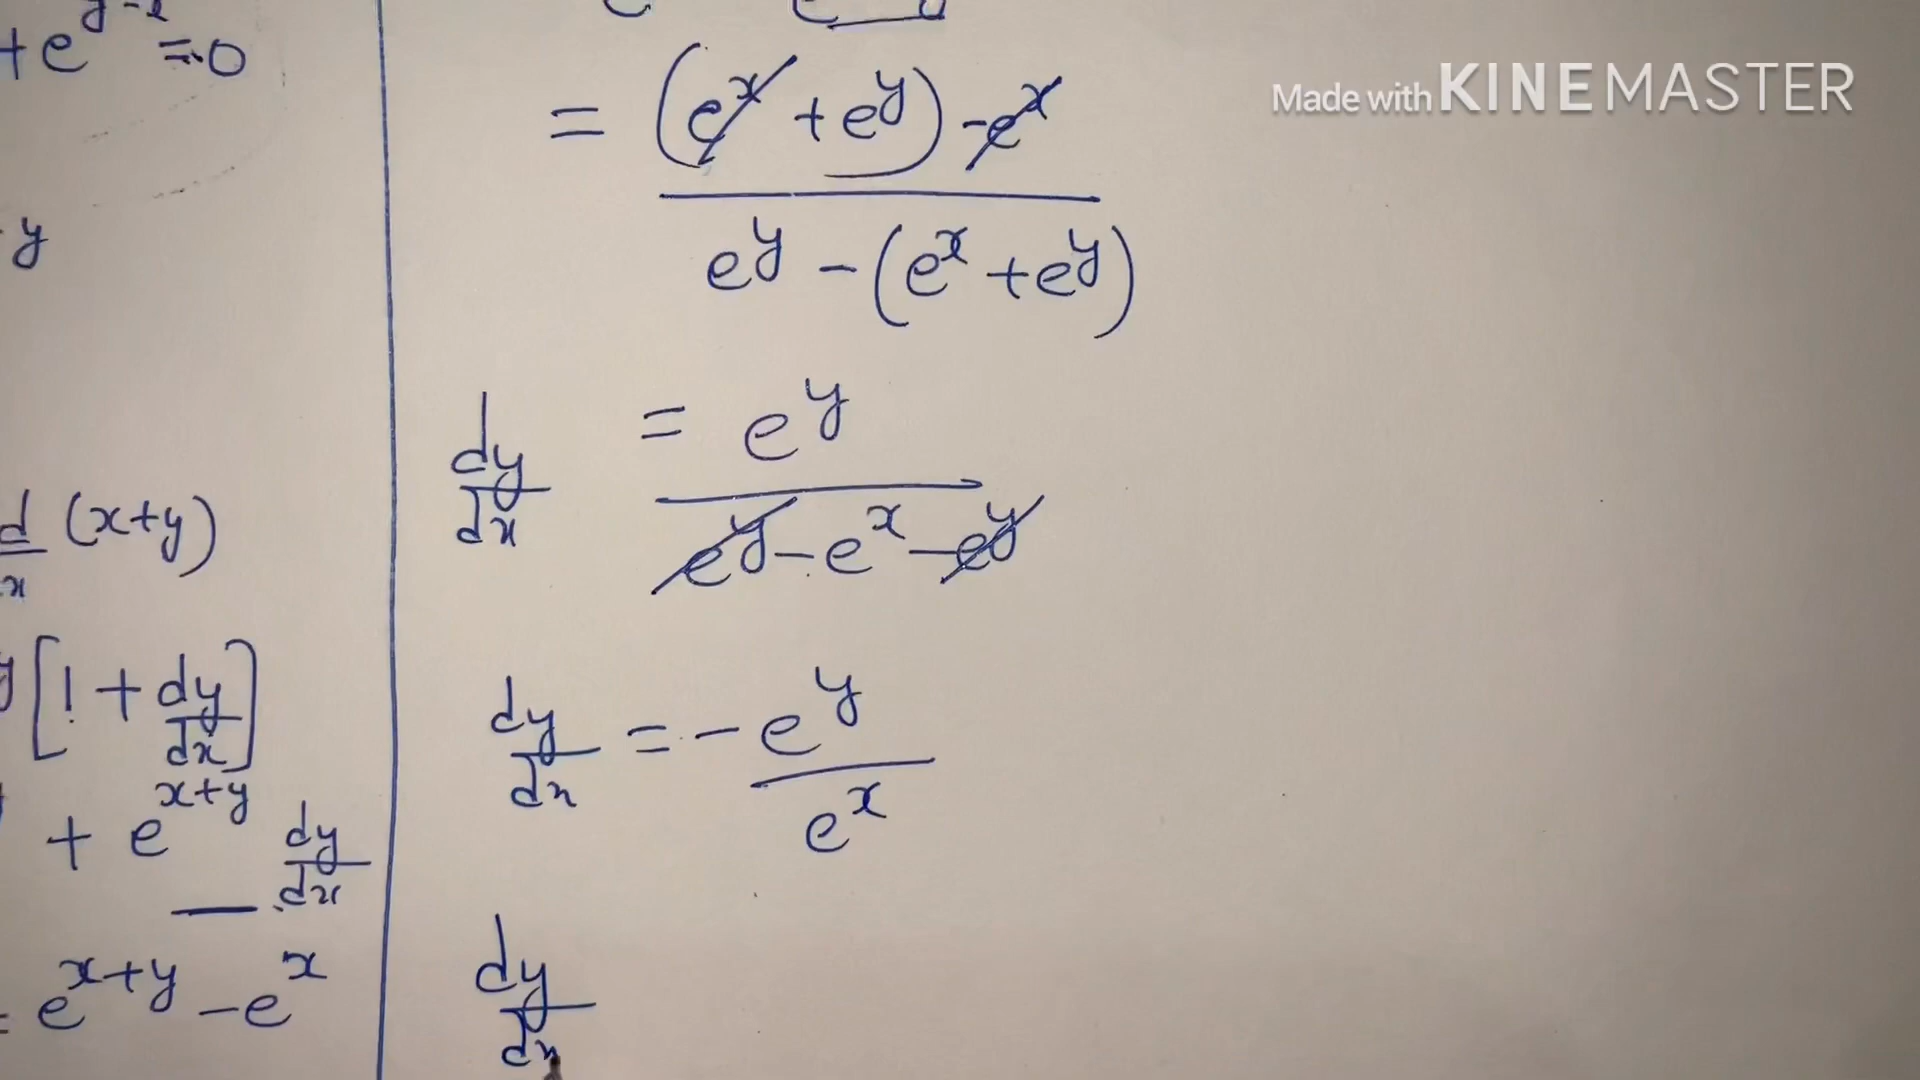 +e^{y-x} = 0
y
d/x (x+y)
y [1 + dy/dx]
+ e^{x+y} dy/dx
= e^{x+y} - e^x
= (e^x + e^y) - e^x
e^y - (e^x + e^y)
dy/dx = e^y
e^y - e^x - e^y
dy/dx = - e^y
e^x
dy/dx
Made with KINEMASTER